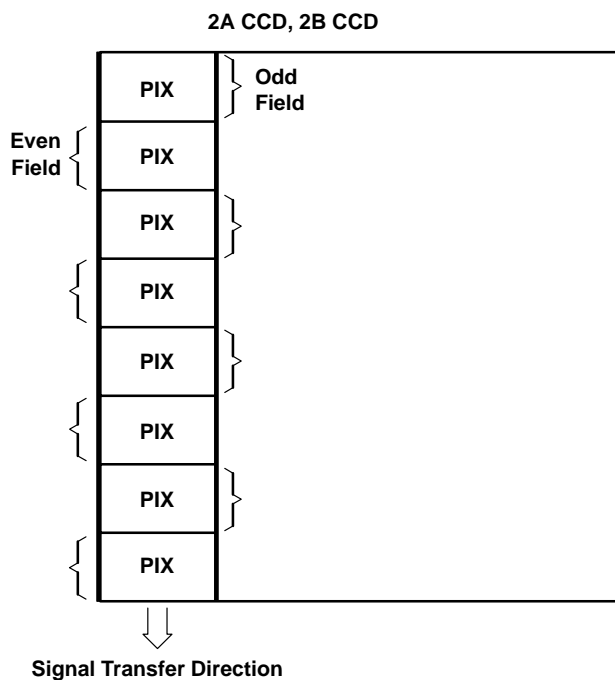 2A CCD, 2B CCD
PIX
Odd
Field
Even
Field
PIX
PIX
PIX
PIX
PIX
PIX
PIX
Signal Transfer Direction